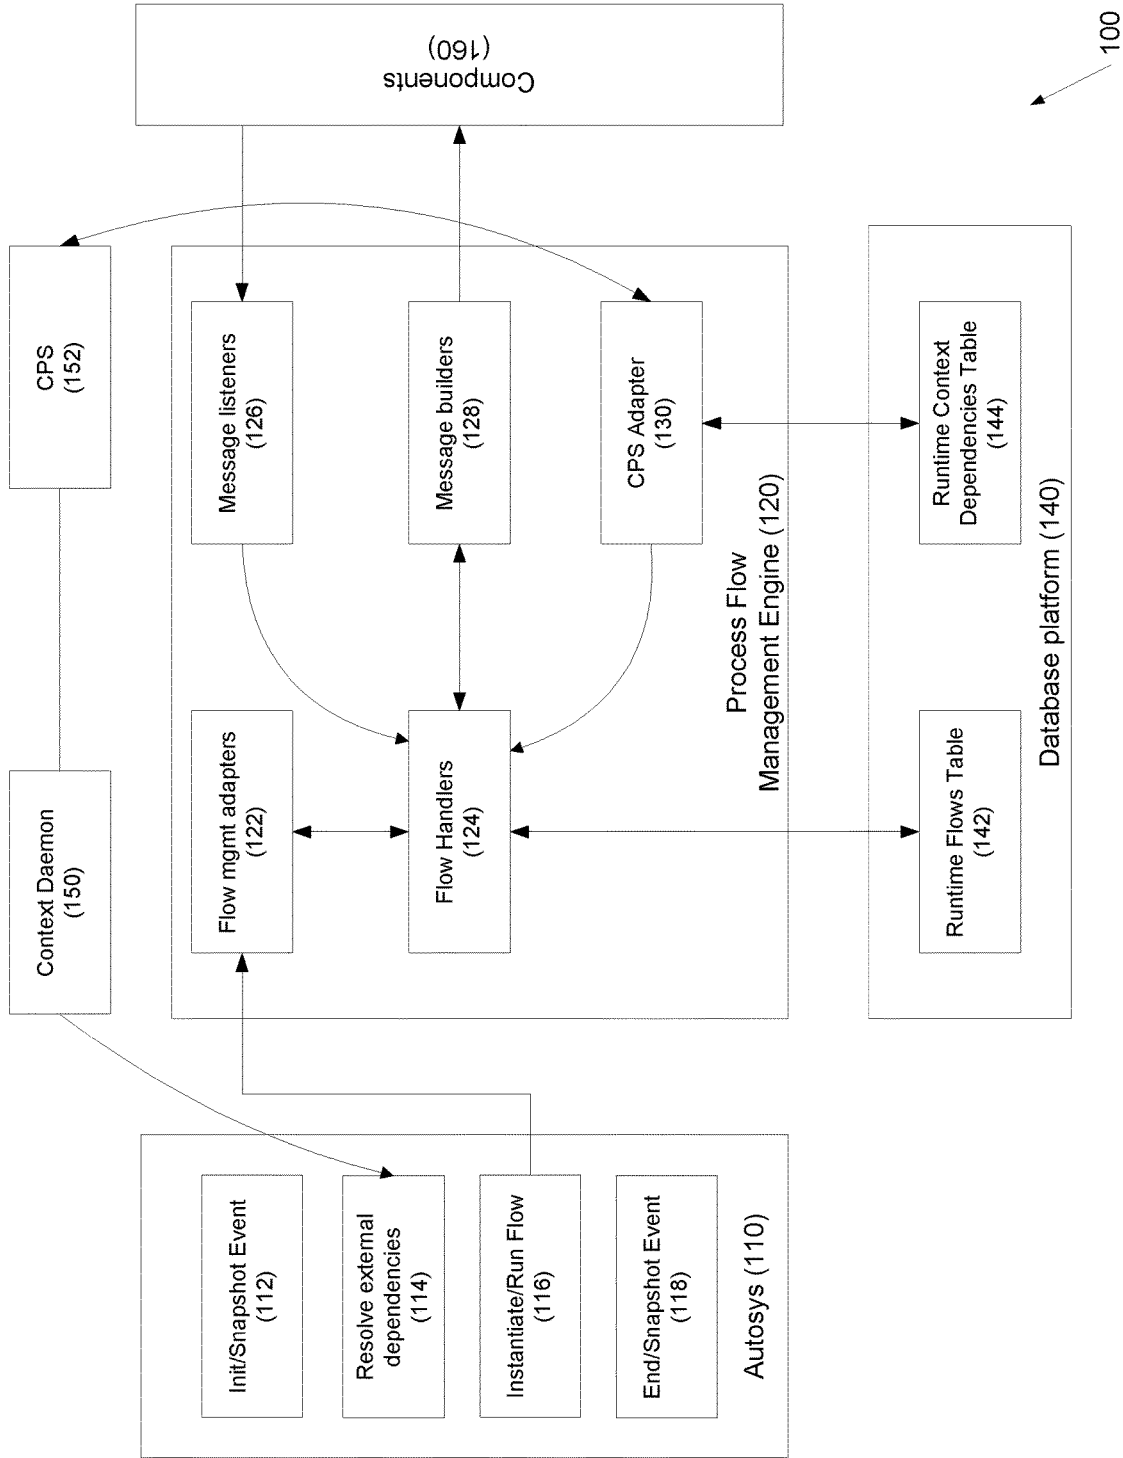 Context Daemon
(150)
CPS
(152)
Components
(160)
Init/Snapshot Event
(112)
Resolve external
dependencies
(114)
Instantiate/Run Flow
(116)
End/Snapshot Event
(118)
Autosys (110)
Flow mgmt adapters
(122)
Flow Handlers
(124)
Message listeners
(126)
Message builders
(128)
CPS Adapter
(130)
Process Flow
Management Engine (120)
Runtime Flows Table
(142)
Runtime Context
Dependencies Table
(144)
Database platform (140)
100